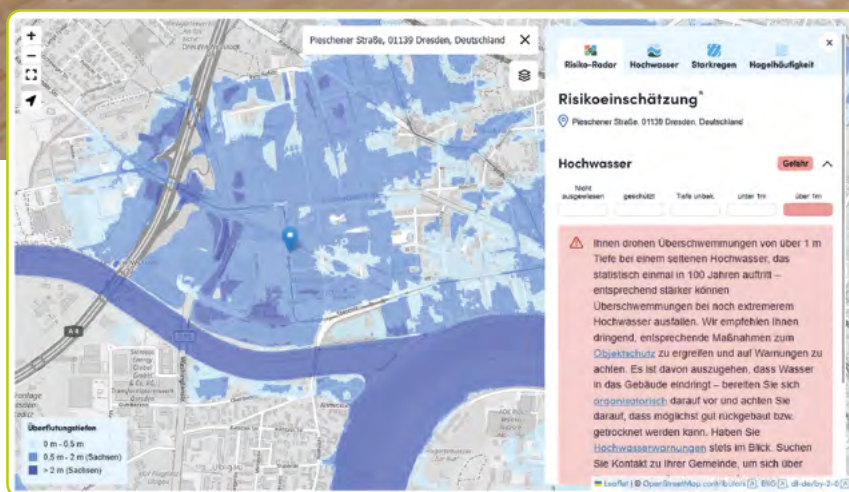 +
−
Pieschener Straße, 01139 Dresden, Deutschland X
Risiko-Radar Hochwasser Starkregen Hagelhäufigkeit
×
Risikoeinschätzung*
Pieschener Straße, 01139 Dresden, Deutschland
Hochwasser Gefahr
Nicht ausgewiesen geschützt Tiefe unbek. unter 1m über 1m
Ihnen drohen Überschwemmungen von über 1 m
Tiefe bei einem seltenen Hochwasser, das
statistisch einmal in 100 Jahren auftritt –
entsprechend stärker können
Überschwemmungen bei noch extremerem
Hochwasser ausfallen. Wir empfehlen Ihnen
dringend, entsprechende Maßnahmen zum
Objektschutz zu ergreifen und auf Warnungen zu
achten. Es ist davon auszugehen, dass Wasser
in das Gebäude eindringt – bereiten Sie sich
organisatorisch darauf vor und achten Sie
darauf, dass möglichst gut rückgebaut bzw.
getrocknet werden kann. Haben Sie
Hochwasserwarnungen stets im Blick. Suchen
Sie Kontakt zu Ihrer Gemeinde, um sich über
A 4
Überflutungstiefen
0 m - 0,5 m
0,5 m - 2 m (Sachsen)
> 2 m (Sachsen)
Leaflet | © OpenStreetMap contributors, BKG, dl-de/by-2-0